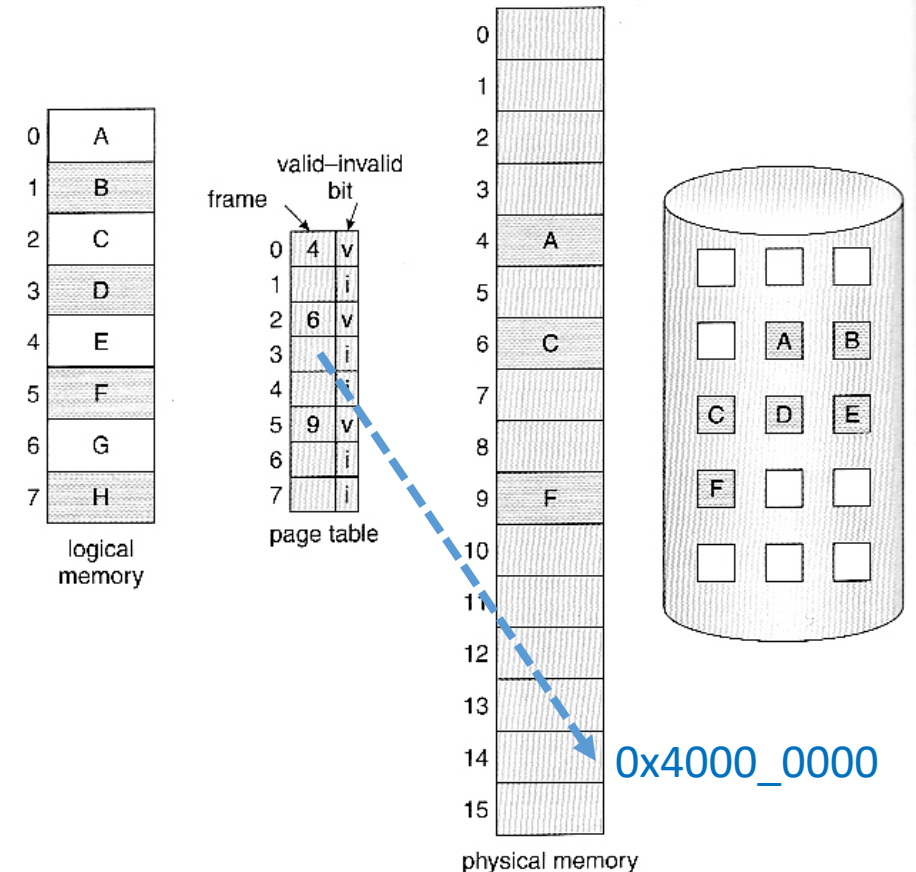 0 A
1 B
2 C
3 D
4 E
5 F
6 G
7 H
logical
memory
valid–invalid
bit
frame
0 4 v
1 i
2 6 v
3 i
4 i
5 9 v
6 i
7 i
page table
0
1
2
3
4 A
5
6 C
7
8
9 F
10
11
12
13
14
15
physical memory
0x4000_0000
A B
C D E
F